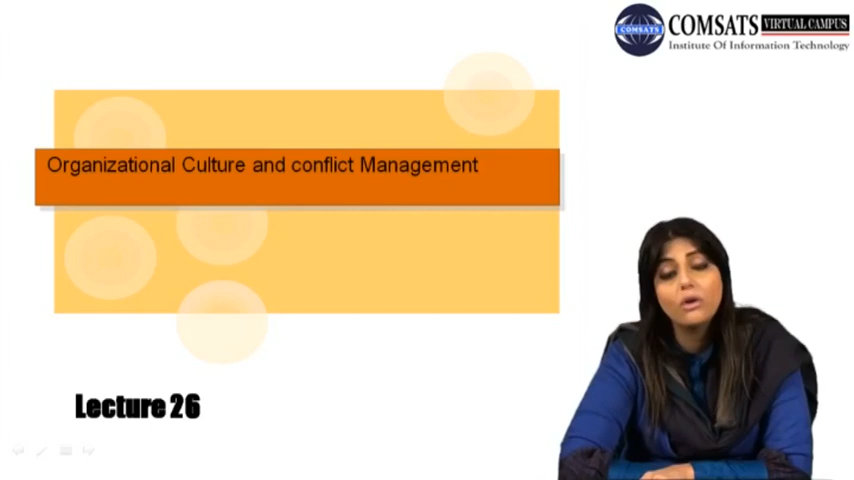 COMSATS VIRTUAL CAMPUS
COMSATS
Institute Of Information Technology
Organizational Culture and conflict Management
Lecture 26